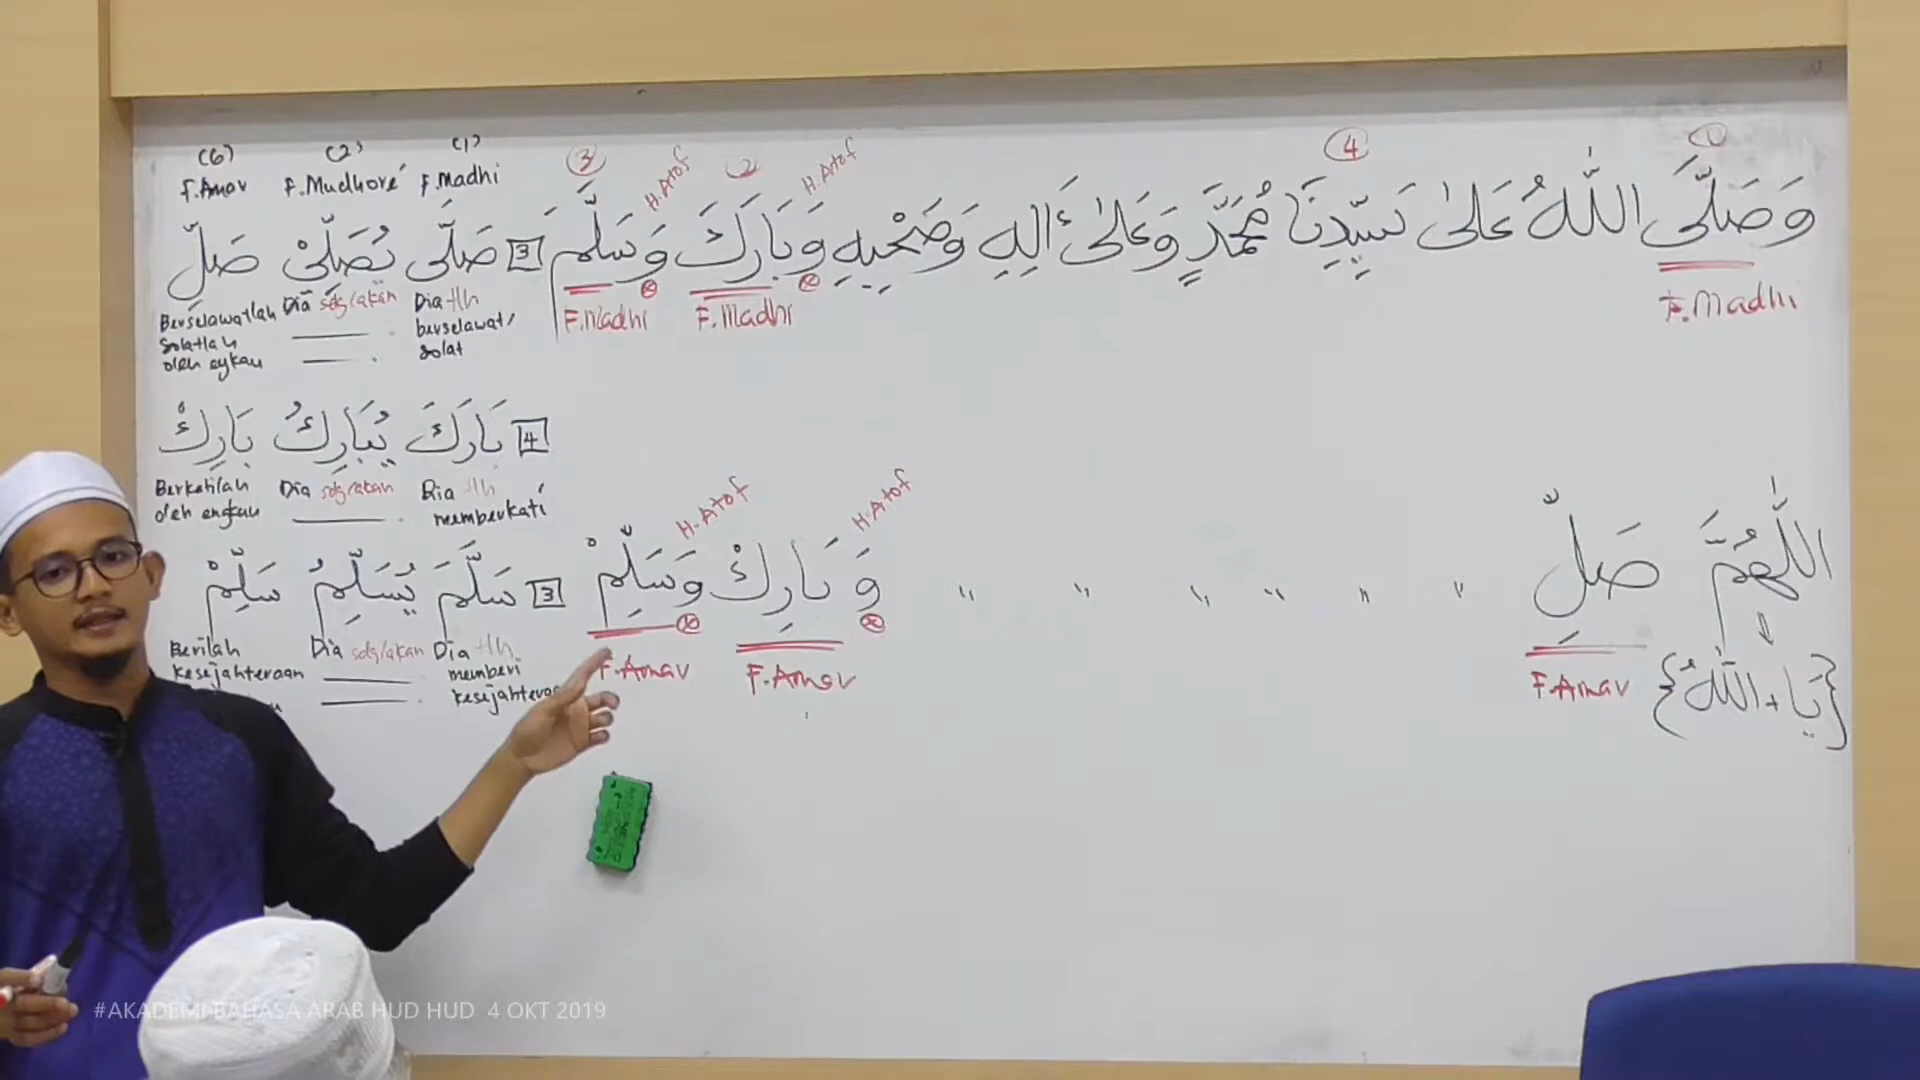 (6) (2) (1)
F.Amar F.Mudhore' F.Madhi
③ H.Atof ② H.Atof ④ ①
وَصَلَّى اللّٰهُ عَلىٰ سَيِّدِنَا مُحَمَّدٍ وَعَلىٰ أَلِهِ وَصَحْبِهِ وَبَارَكَ وَسَلَّمَ
3 صَلَّى يُصَلِّيْ صَلِّ
F.Madhi F.Madhi F.Madhi
Berselawatlah Dia sdg/akan Dia tlh
Solatlah berselawat/
oleh engkau solat
4 بَارَكَ يُبَارِكُ بَارِكْ
Berkatilah Dia sdg/akan Dia tlh
oleh engkau memberkati
H.Atof H.Atof
اللّٰهُمَّ صَلِّ " " " " " " وَ بَارِكْ وَسَلِّمْ
3 سَلَّمَ يُسَلِّمُ سَلِّمْ
Berilah Dia sdg/akan Dia tlh
kesejahteraan memberi
kesejahteraan
F.Amar F.Amar F.Amar {يَا + اللّٰهُ}
#AKADEMI BAHASA ARAB HUD HUD 4 OKT 2019